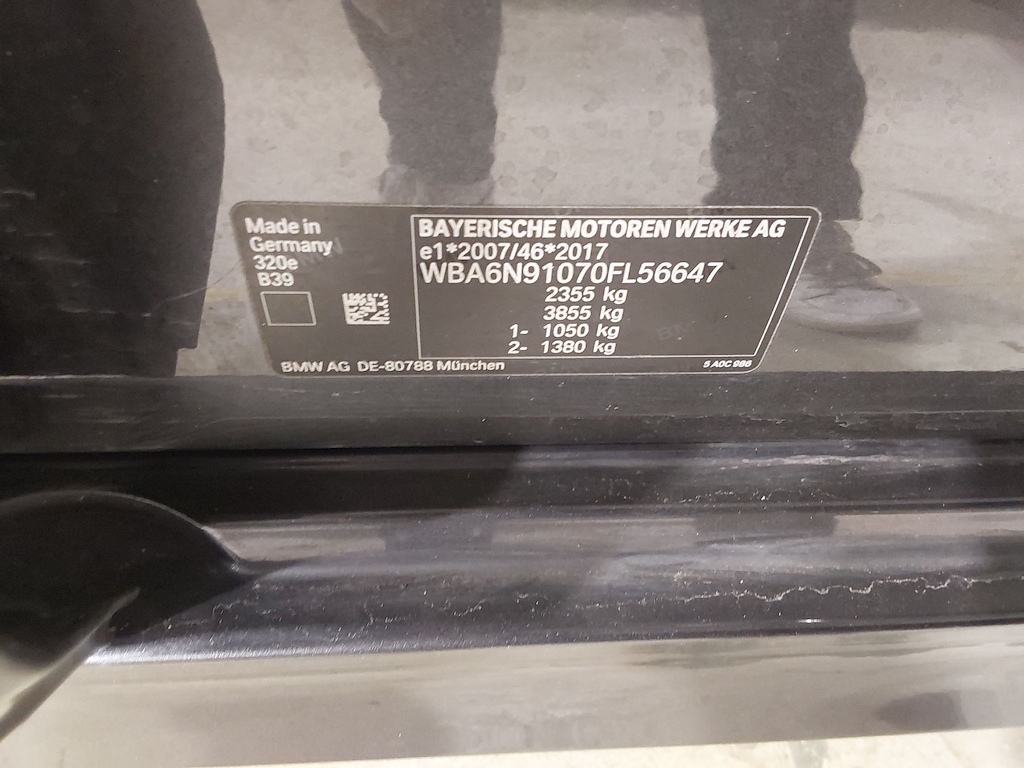 Made in
Germany
320e
B39
BAYERISCHE MOTOREN WERKE AG
e1*2007/46*2017
WBA6N91070FL56647
2355 kg
3855 kg
1- 1050 kg
2- 1380 kg
BMW AG DE-80788 München
5 A0C 986